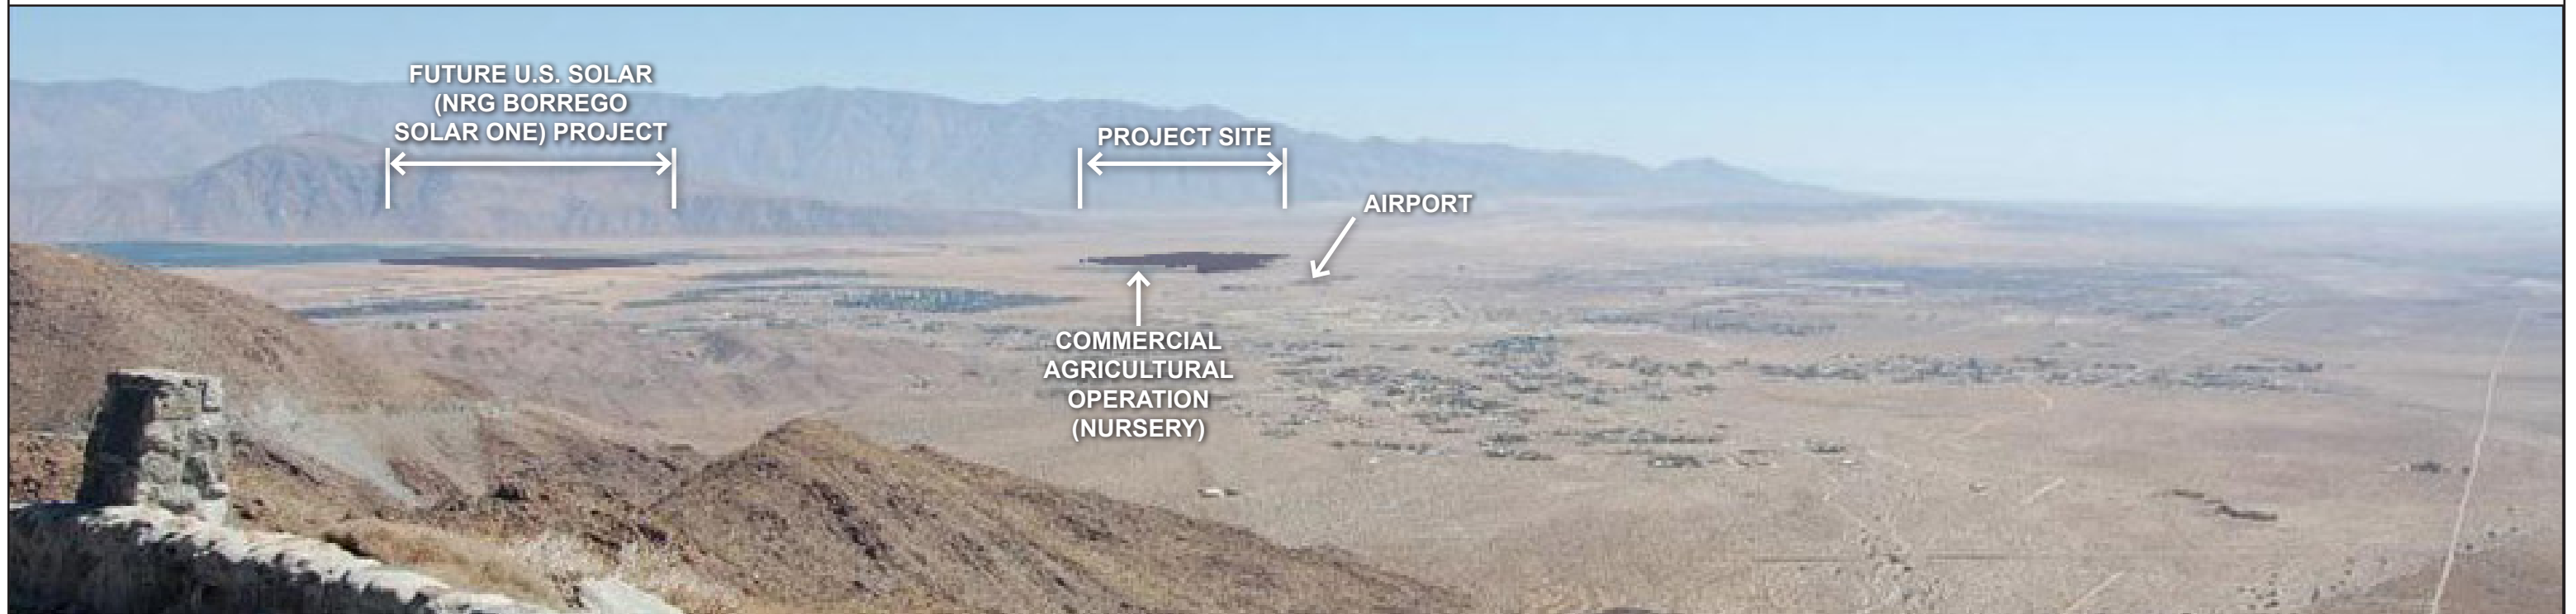 FUTURE U.S. SOLAR
(NRG BORREGO
SOLAR ONE) PROJECT
PROJECT SITE
AIRPORT
COMMERCIAL
AGRICULTURAL
OPERATION
(NURSERY)